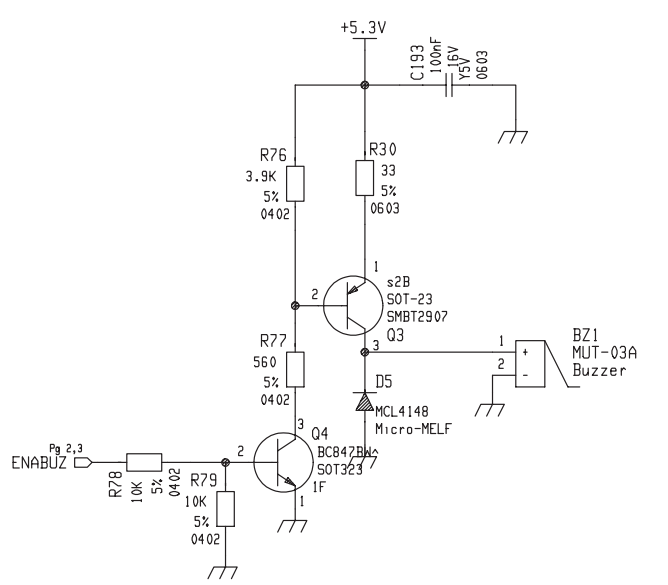 +5.3V
C193
100nF
16V
Y5V
0603
R76
3.9K
5%
0402
R30
33
5%
0603
1
2
s2B
SOT-23
SMBT2907
Q3
3
R77
560
5%
0402
1
2
+
-
BZ1
MUT-03A
Buzzer
D5
MCL4148
Micro-MELF
3
Q4
BC847BW
SOT323
1F
2
1
Pg 2,3
ENABUZ
R78
10K
5%
0402
R79
10K
5%
0402